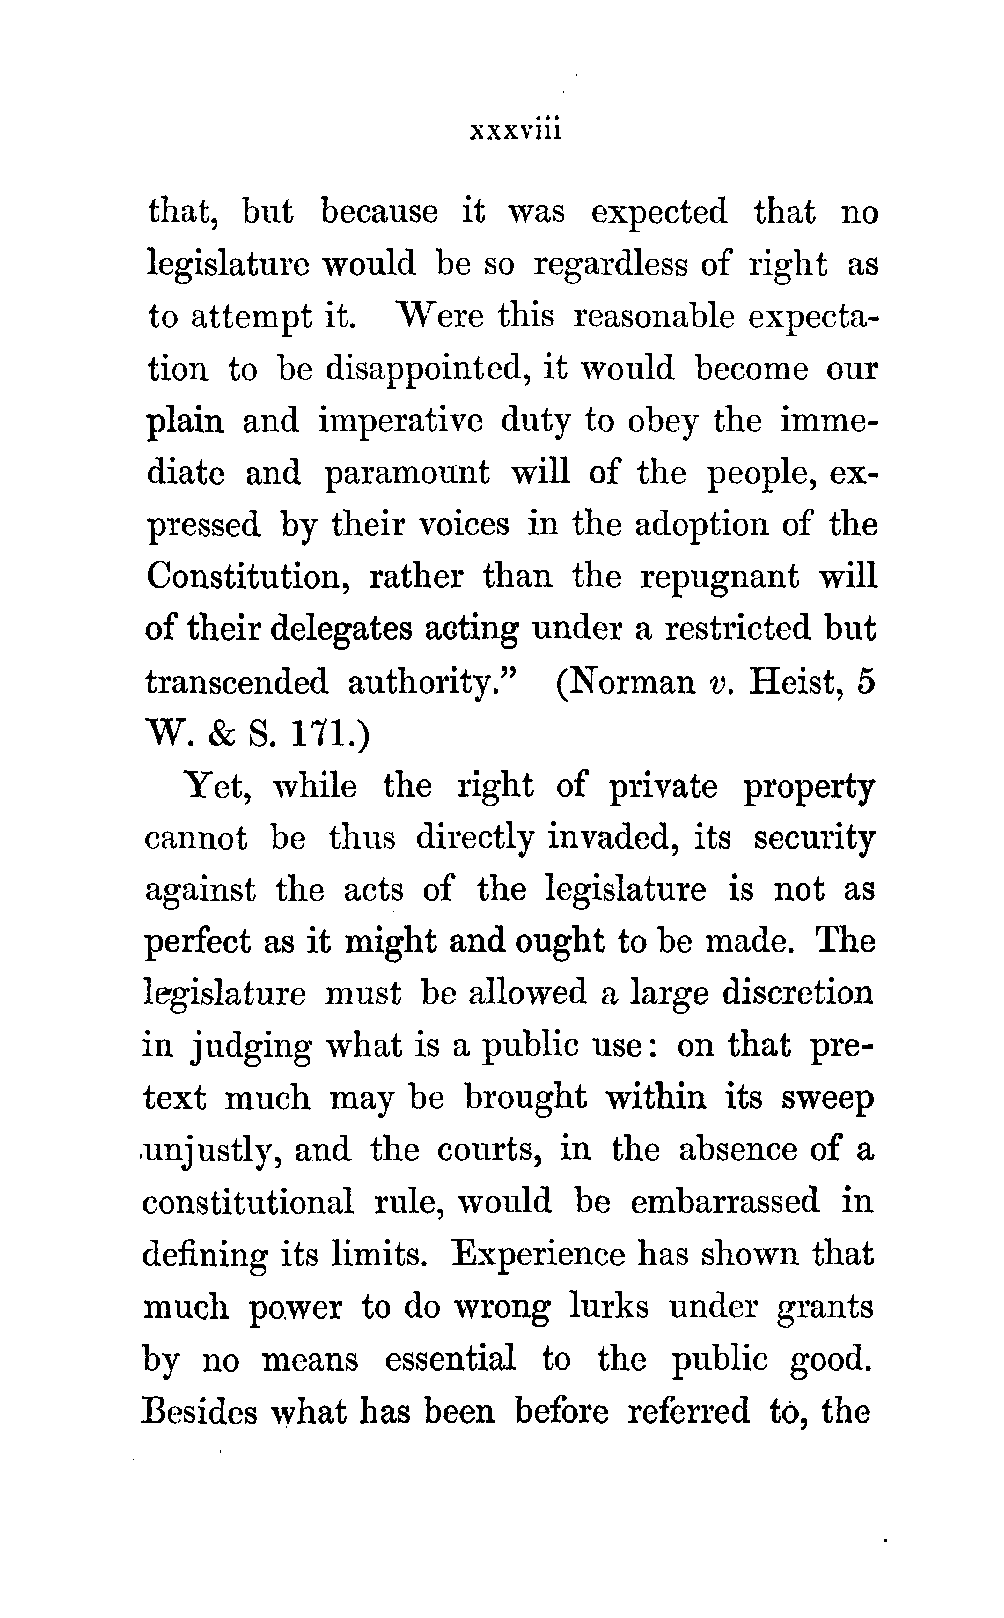 xxxviii
that, but because it was expected that no
legislature would be so regardless of right as
to attempt it. Were this reasonable expecta-
tion to be disappointed, it would become our
plain and imperative duty to obey the imme-
diate and paramount will of the people, ex-
pressed by their voices in the adoption of the
Constitution, rather than the repugnant will
of their delegates acting under a restricted but
transcended authority.” (Norman v. Heist, 5
W. & S. 171.)
Yet, while the right of private property
cannot be thus directly invaded, its security
against the acts of the legislature is not as
perfect as it might and ought to be made. The
legislature must be allowed a large discretion
in judging what is a public use: on that pre-
text much may be brought within its sweep
unjustly, and the courts, in the absence of a
constitutional rule, would be embarrassed in
defining its limits. Experience has shown that
much power to do wrong lurks under grants
by no means essential to the public good.
Besides what has been before referred to, the